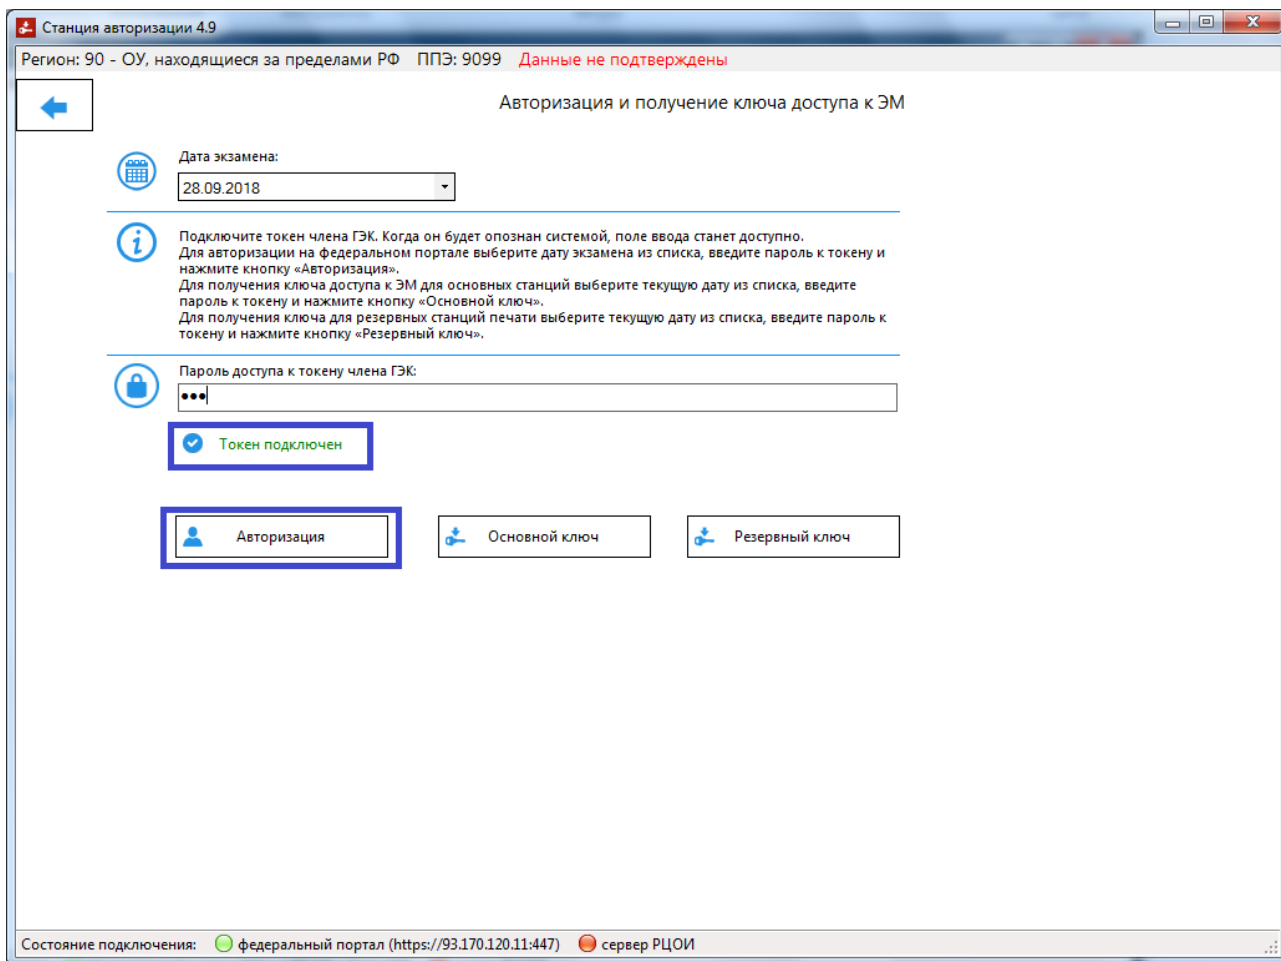 Станция авторизации 4.9
Регион: 90 - ОУ, находящиеся за пределами РФ ППЭ: 9099 Данные не подтверждены
Авторизация и получение ключа доступа к ЭМ
Дата экзамена:
28.09.2018
Подключите токен члена ГЭК. Когда он будет опознан системой, поле ввода станет доступно.
Для авторизации на федеральном портале выберите дату экзамена из списка, введите пароль к токену и
нажмите кнопку «Авторизация».
Для получения ключа доступа к ЭМ для основных станций выберите текущую дату из списка, введите
пароль к токену и нажмите кнопку «Основной ключ».
Для получения ключа для резервных станций печати выберите текущую дату из списка, введите пароль к
токену и нажмите кнопку «Резервный ключ».
Пароль доступа к токену члена ГЭК:
•••
Токен подключен
Авторизация Основной ключ Резервный ключ
Состояние подключения: федеральный портал (https://93.170.120.11:447) сервер РЦОИ